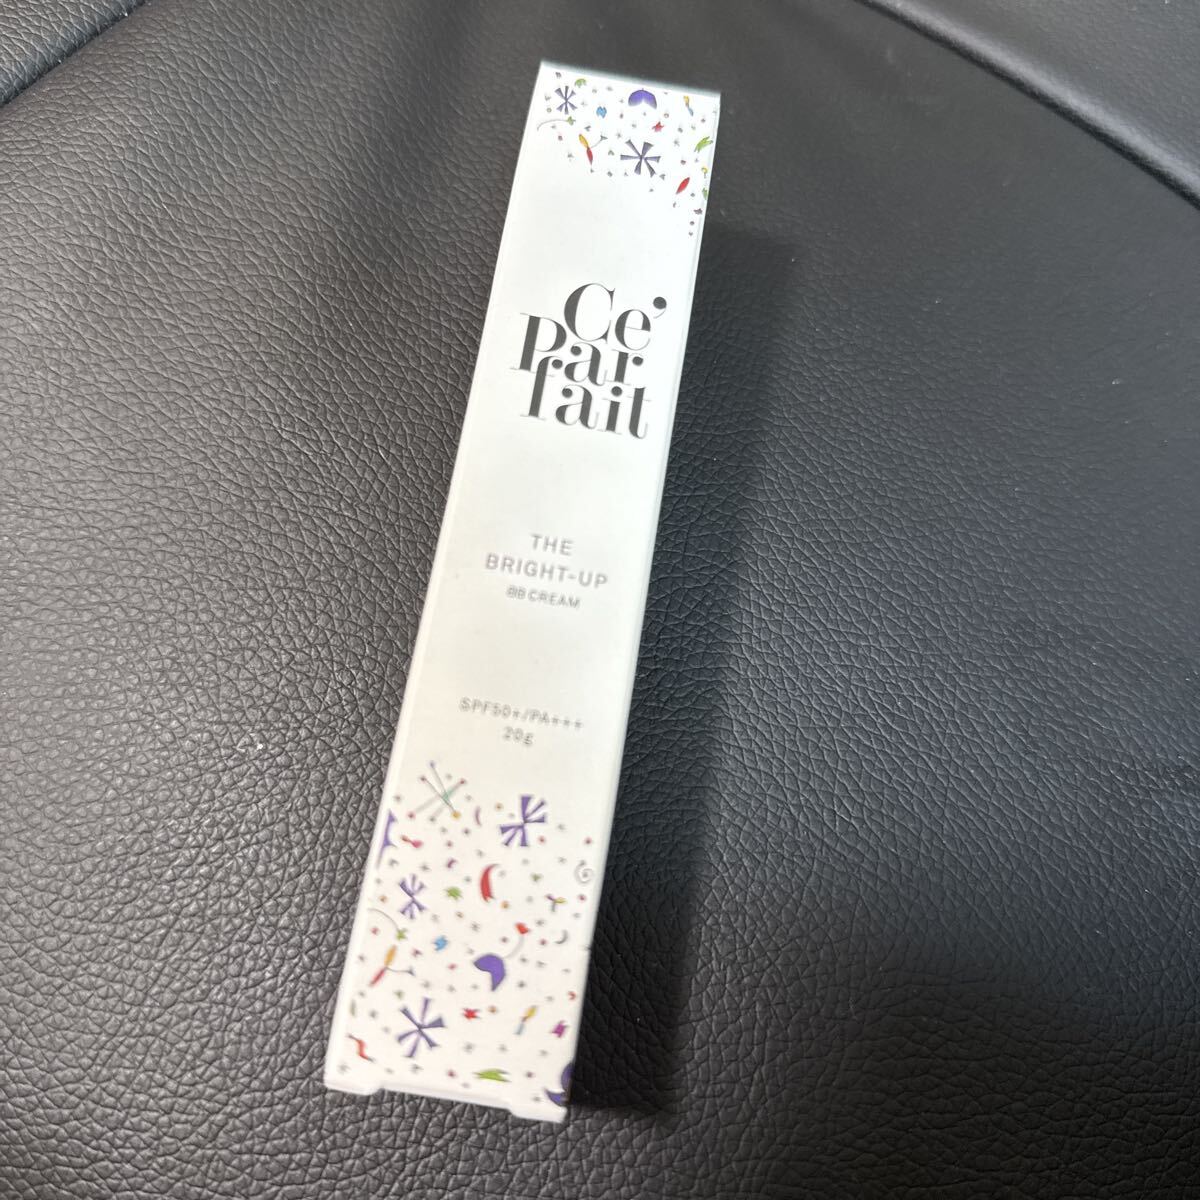 Ce'
Par
fait
THE
BRIGHT-UP
BB CREAM
SPF50+/PA+++
20g